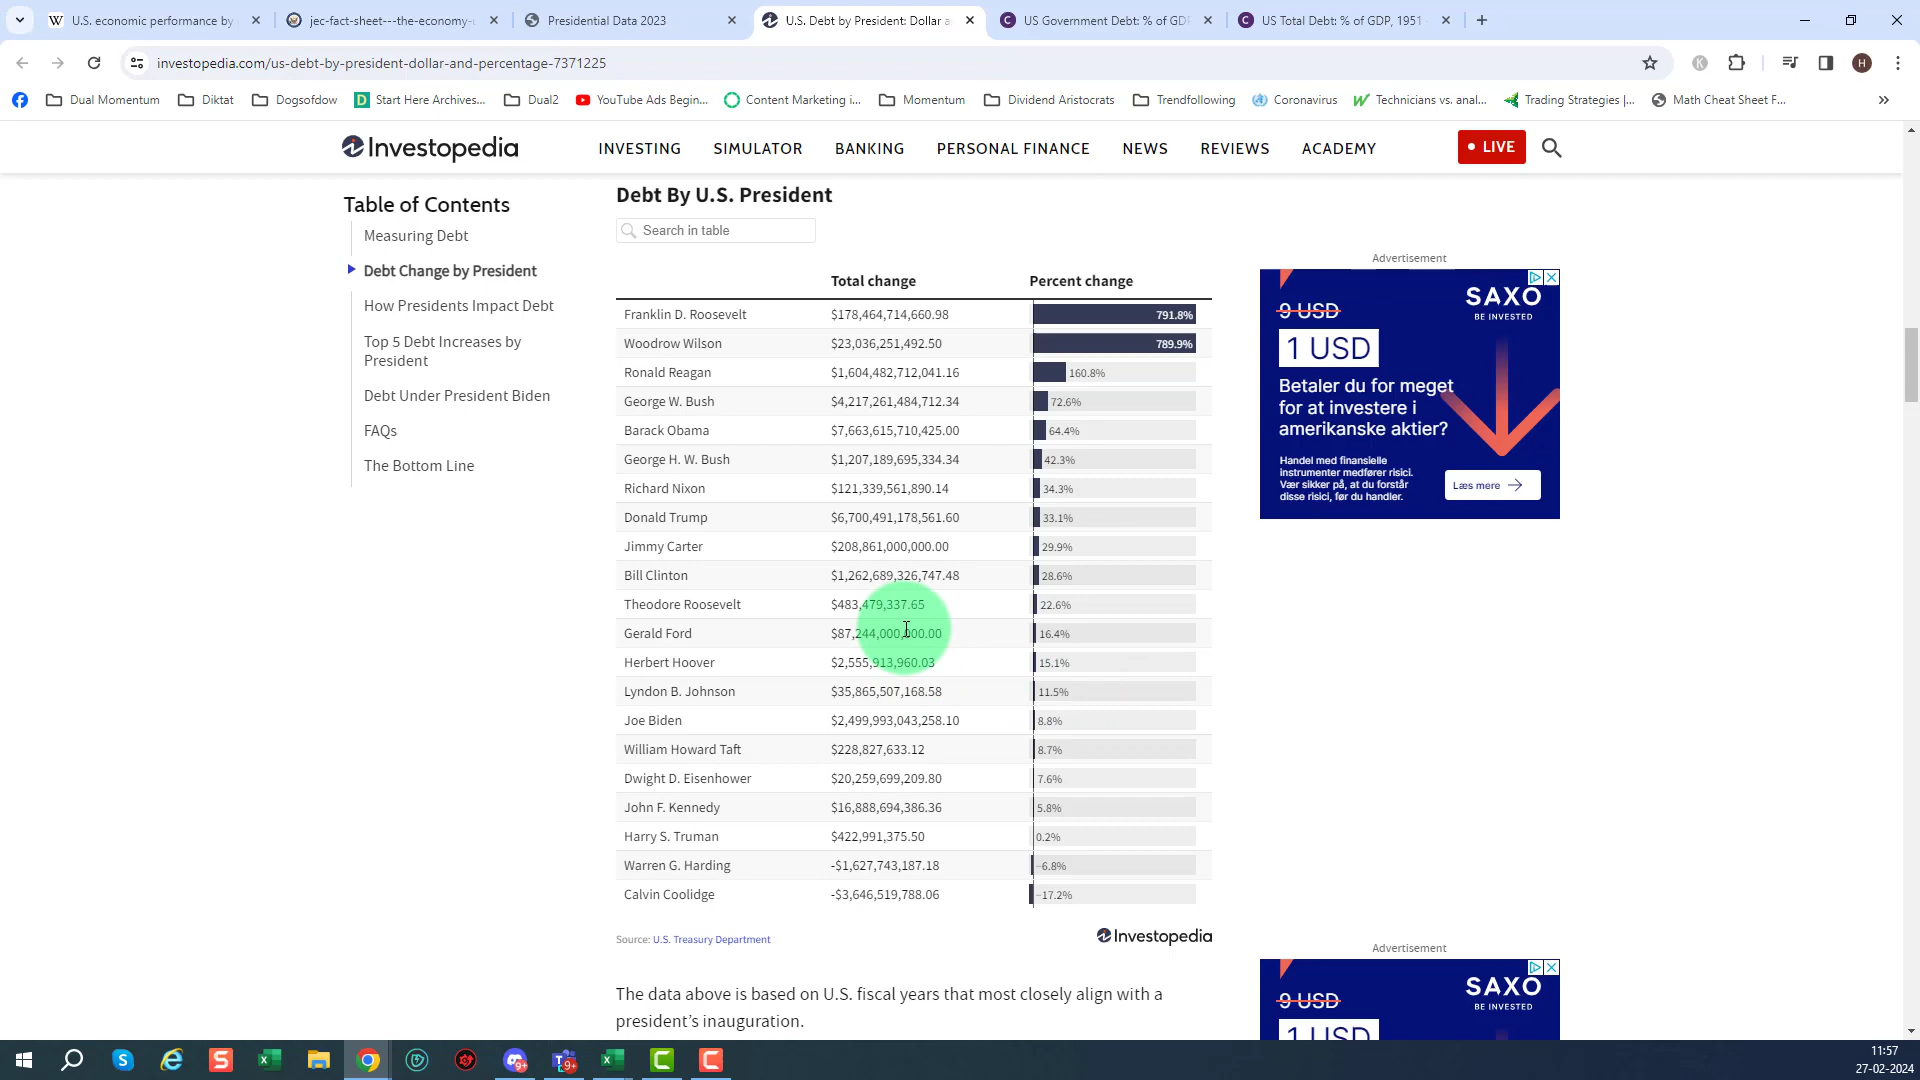 U.S. economic performance by
jec-fact-sheet---the-economy-u
Presidential Data 2023
U.S. Debt by President: Dollar a
US Government Debt: % of GDP
US Total Debt: % of GDP, 1951 -
investopedia.com/us-debt-by-president-dollar-and-percentage-7371225
K
H
Dual Momentum
Diktat
Dogsofdow
Start Here Archives...
Dual2
YouTube Ads Begin...
Content Marketing i...
Momentum
Dividend Aristocrats
Trendfollowing
Coronavirus
Technicians vs. anal...
Trading Strategies |...
Math Cheat Sheet F...
Investopedia
INVESTING
SIMULATOR
BANKING
PERSONAL FINANCE
NEWS
REVIEWS
ACADEMY
LIVE
Table of Contents
Measuring Debt
Debt Change by President
How Presidents Impact Debt
Top 5 Debt Increases by
President
Debt Under President Biden
FAQs
The Bottom Line
Debt By U.S. President
Search in table
Total change Percent change
Franklin D. Roosevelt $178,464,714,660.98 791.8%
Woodrow Wilson $23,036,251,492.50 789.9%
Ronald Reagan $1,604,482,712,041.16 160.8%
George W. Bush $4,217,261,484,712.34 72.6%
Barack Obama $7,663,615,710,425.00 64.4%
George H. W. Bush $1,207,189,695,334.34 42.3%
Richard Nixon $121,339,561,890.14 34.3%
Donald Trump $6,700,491,178,561.60 33.1%
Jimmy Carter $208,861,000,000.00 29.9%
Bill Clinton $1,262,689,326,747.48 28.6%
Theodore Roosevelt $483,479,337.65 22.6%
Gerald Ford $87,244,000,000.00 16.4%
Herbert Hoover $2,555,913,960.03 15.1%
Lyndon B. Johnson $35,865,507,168.58 11.5%
Joe Biden $2,499,993,043,258.10 8.8%
William Howard Taft $228,827,633.12 8.7%
Dwight D. Eisenhower $20,259,699,209.80 7.6%
John F. Kennedy $16,888,694,386.36 5.8%
Harry S. Truman $422,991,375.50 0.2%
Warren G. Harding -$1,627,743,187.18 −6.8%
Calvin Coolidge -$3,646,519,788.06 −17.2%
Source: U.S. Treasury Department
Investopedia
The data above is based on U.S. fiscal years that most closely align with a
president’s inauguration.
Advertisement
9 USD
SAXO
BE INVESTED
1 USD
Betaler du for meget
for at investere i
amerikanske aktier?
Handel med finansielle
instrumenter medfører risici.
Vær sikker på, at du forstår
disse risici, før du handler.
Læs mere
Advertisement
9 USD
SAXO
BE INVESTED
1 USD
9+
9+
11:57
27-02-2024